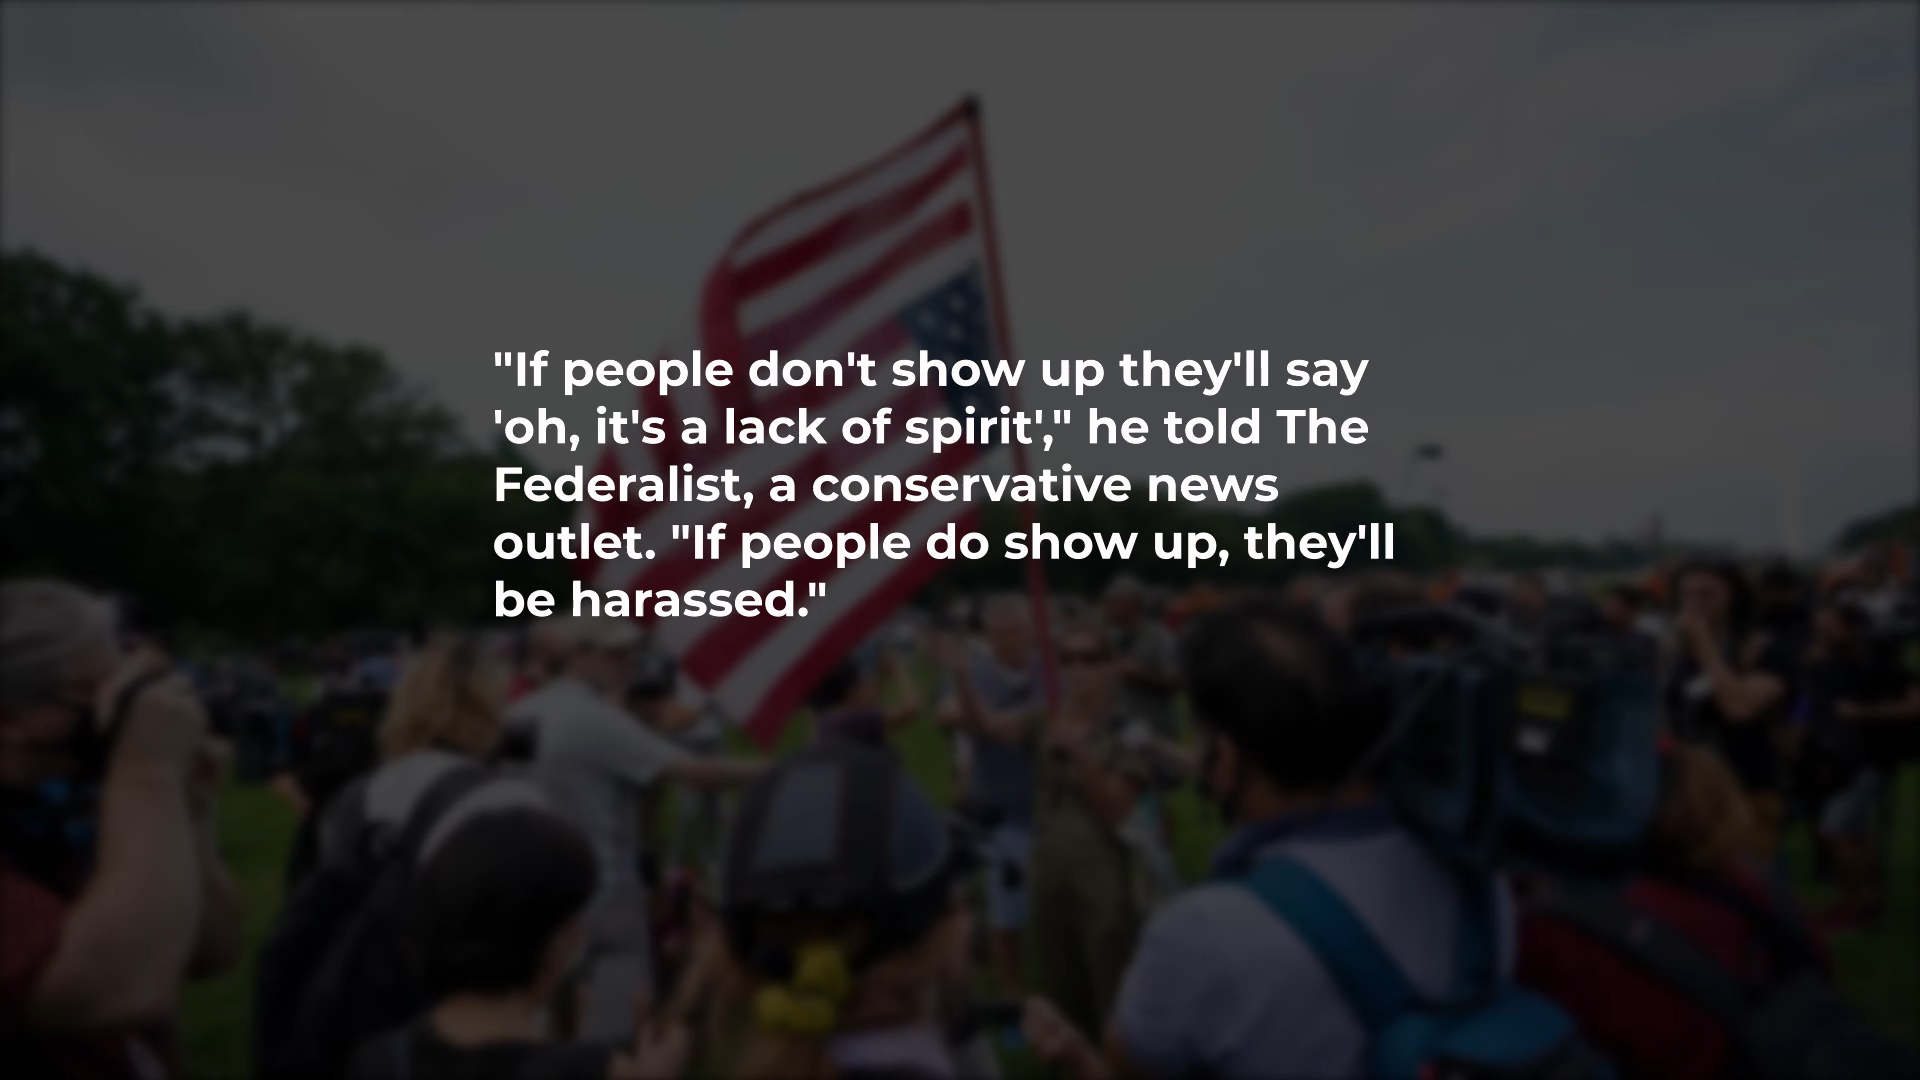 "If people don't show up they'll say
'oh, it's a lack of spirit'," he told The
Federalist, a conservative news
outlet. "If people do show up, they'll
be harassed."